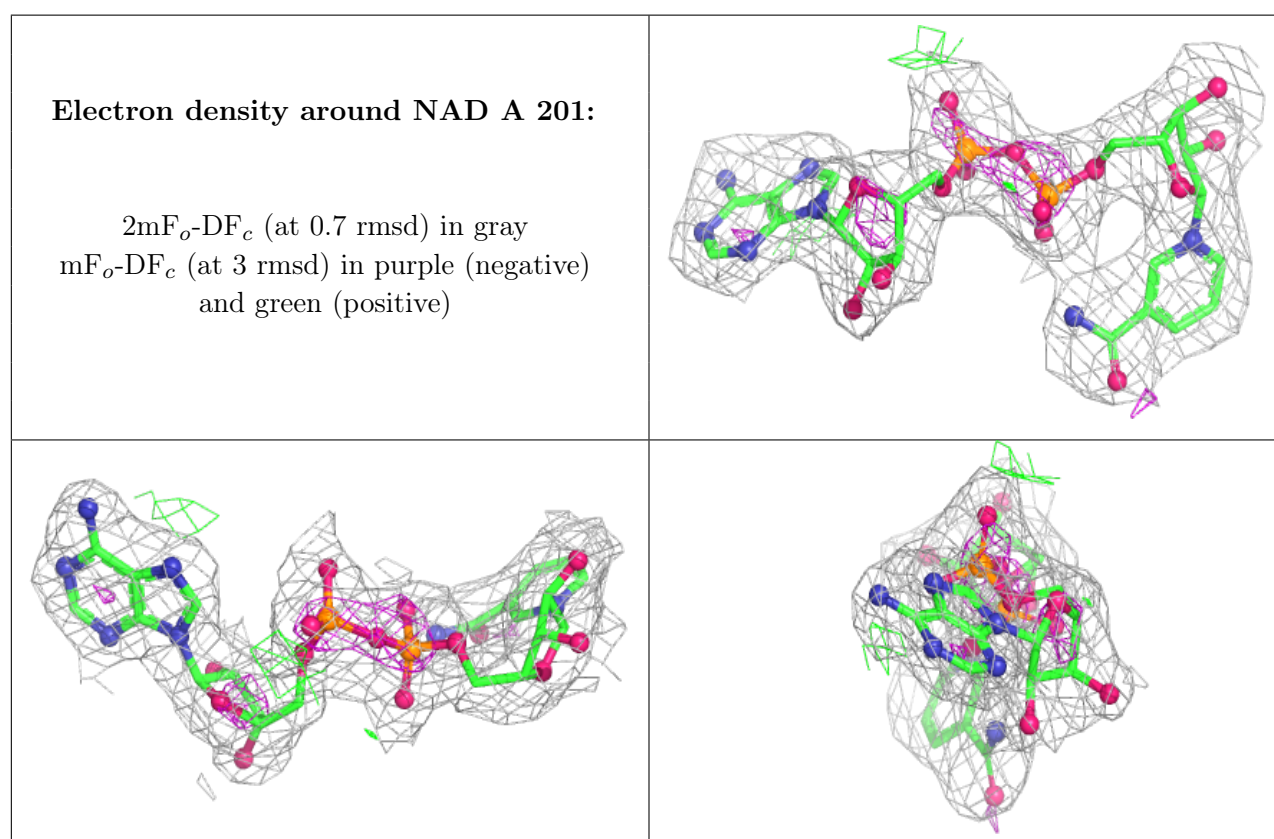 Electron density around NAD A 201:
2mFₒ-DF𝑐 (at 0.7 rmsd) in gray
mFₒ-DF𝑐 (at 3 rmsd) in purple (negative)
and green (positive)